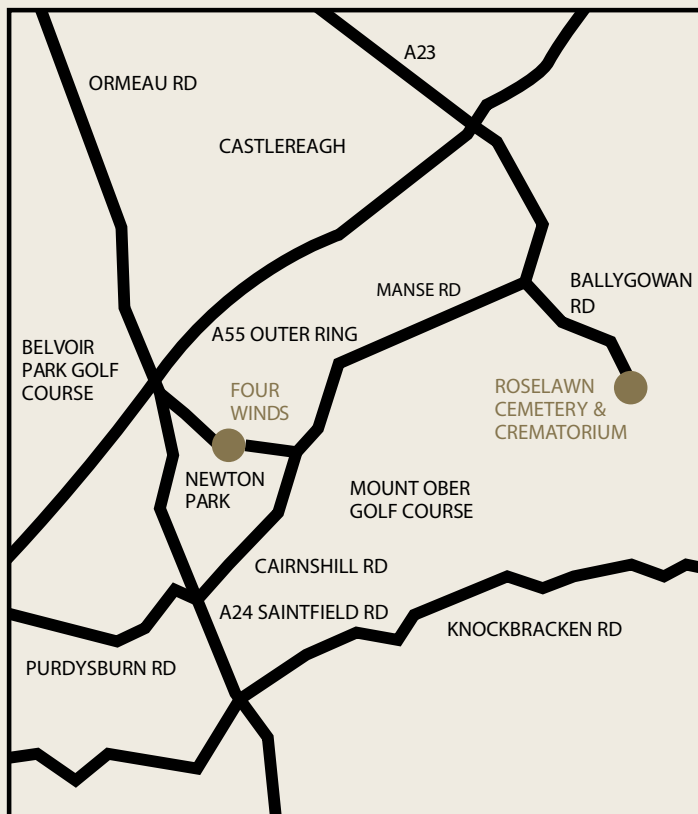 A23
ORMEAU RD
CASTLEREAGH
MANSE RD
BALLYGOWAN
RD
A55 OUTER RING
BELVOIR
PARK GOLF
COURSE
FOUR
WINDS
ROSELAWN
CEMETERY &
CREMATORIUM
NEWTON
PARK
MOUNT OBER
GOLF COURSE
CAIRNSHILL RD
A24 SAINTFIELD RD
KNOCKBRACKEN RD
PURDYSBURN RD